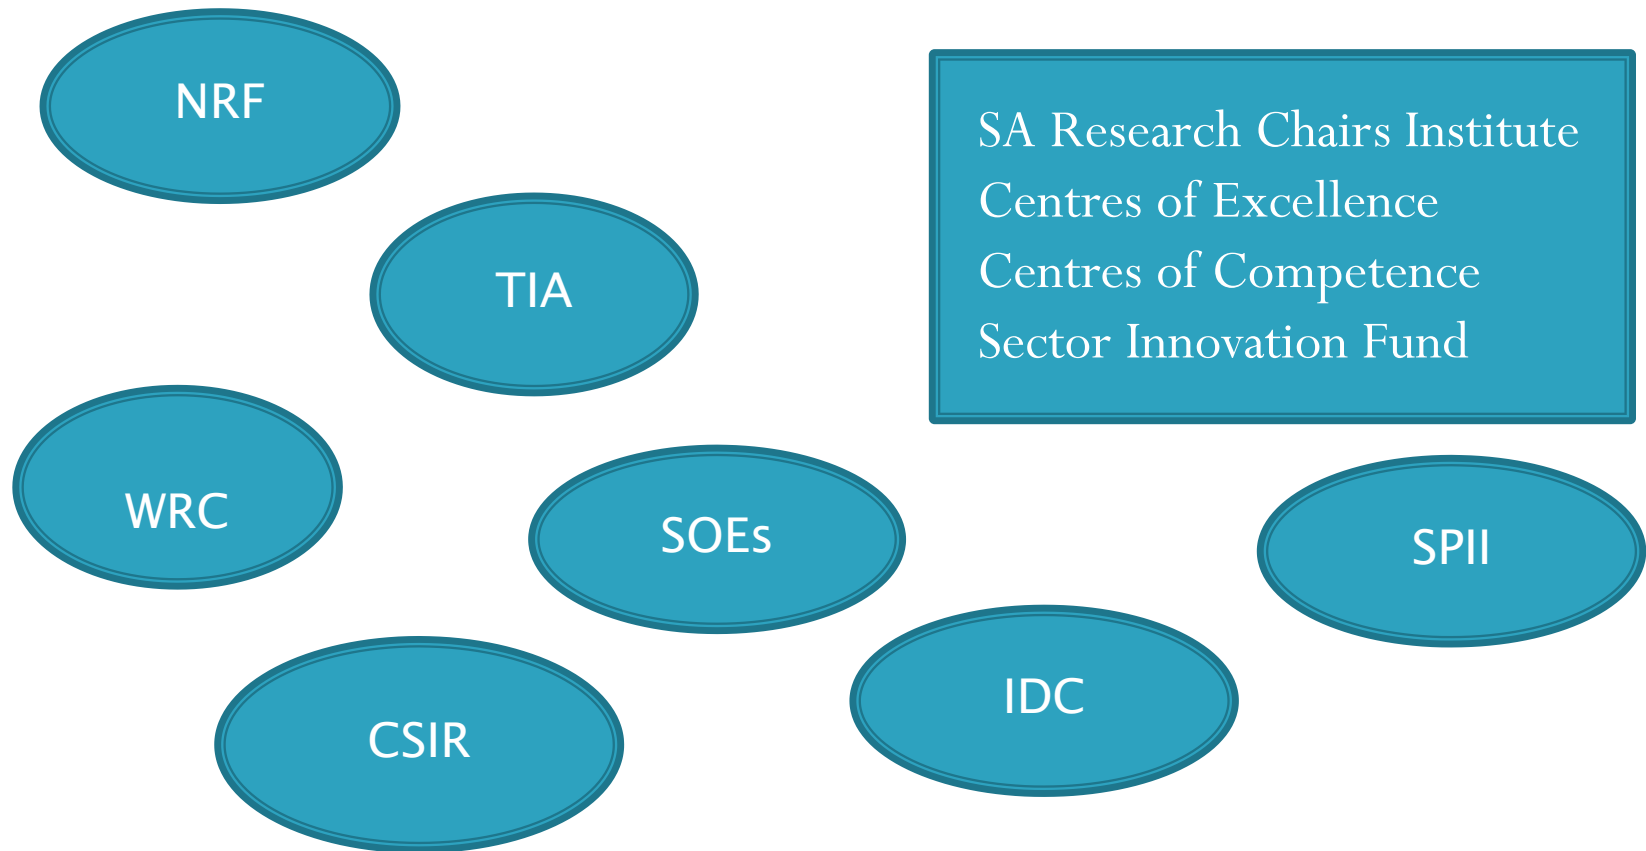 NRF
SA Research Chairs Institute
Centres of Excellence
Centres of Competence
Sector Innovation Fund
TIA
WRC
SOEs
SPII
IDC
CSIR